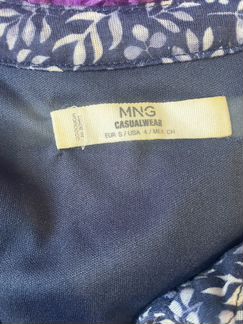 MNG
CASUALWEAR
EUR S / USA 4 / MEX CH